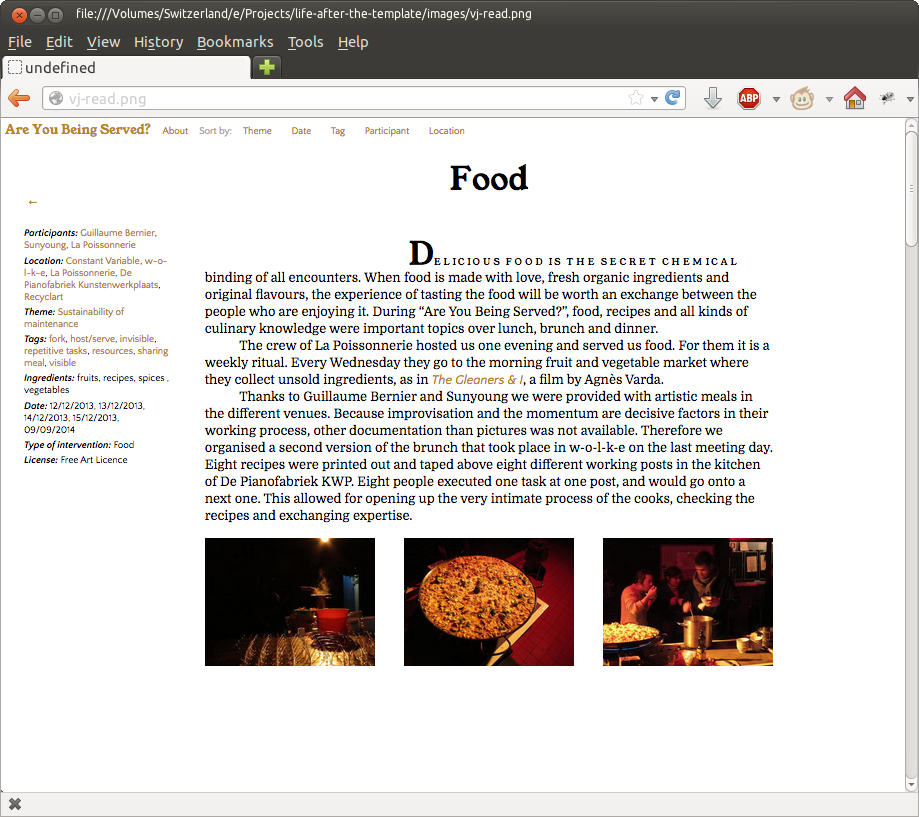 file:///Volumes/Switzerland/e/Projects/life-after-the-template/images/vj-read.png
File Edit View History Bookmarks Tools Help
undefined
vj-read.png
ABP
Are You Being Served? About Sort by: Theme Date Tag Participant Location
Food
←
Participants: Guillaume Bernier,
Sunyoung, La Poissonnerie
Location: Constant Variable, w-o-
l-k-e, La Poissonnerie, De
Pianofabriek Kunstenwerkplaats,
Recyclart
Theme: Sustainability of
maintenance
Tags: fork, host/serve, invisible,
repetitive tasks, resources, sharing
meal, visible
Ingredients: fruits, recipes, spices ,
vegetables
Date: 12/12/2013, 13/12/2013,
14/12/2013, 15/12/2013,
09/09/2014
Type of intervention: Food
License: Free Art Licence
DELICIOUS FOOD IS THE SECRET CHEMICAL
binding of all encounters. When food is made with love, fresh organic ingredients and
original flavours, the experience of tasting the food will be worth an exchange between the
people who are enjoying it. During “Are You Being Served?”, food, recipes and all kinds of
culinary knowledge were important topics over lunch, brunch and dinner.
The crew of La Poissonnerie hosted us one evening and served us food. For them it is a
weekly ritual. Every Wednesday they go to the morning fruit and vegetable market where
they collect unsold ingredients, as in The Gleaners & I, a film by Agnès Varda.
Thanks to Guillaume Bernier and Sunyoung we were provided with artistic meals in
the different venues. Because improvisation and the momentum are decisive factors in their
working process, other documentation than pictures was not available. Therefore we
organised a second version of the brunch that took place in w-o-l-k-e on the last meeting day.
Eight recipes were printed out and taped above eight different working posts in the kitchen
of De Pianofabriek KWP. Eight people executed one task at one post, and would go onto a
next one. This allowed for opening up the very intimate process of the cooks, checking the
recipes and exchanging expertise.